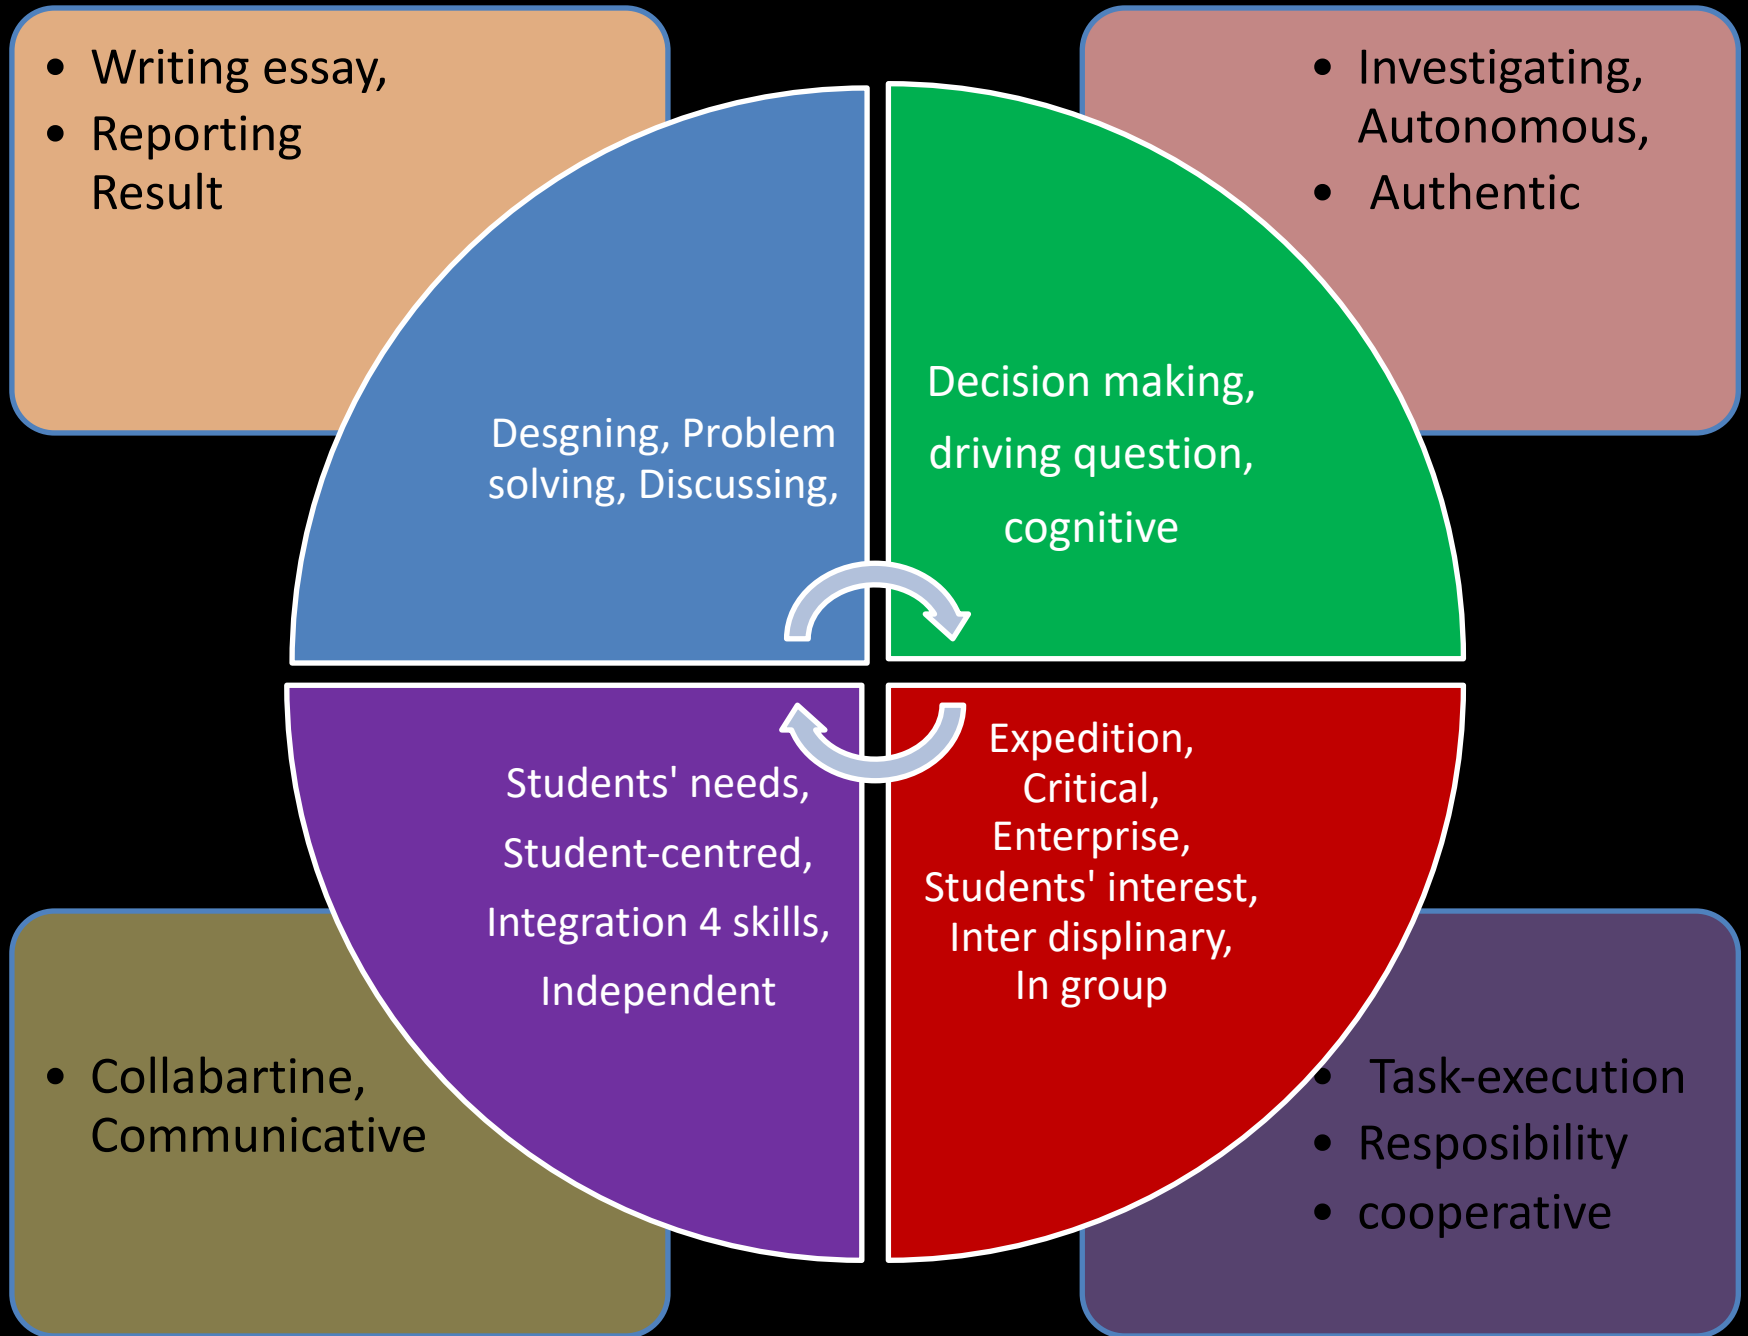 • Writing essay,
• Reporting
Result
• Investigating,
Autonomous,
• Authentic
Desgning, Problem
solving, Discussing,
Decision making,
driving question,
cognitive
Students' needs,
Student-centred,
Integration 4 skills,
Independent
Expedition,
Critical,
Enterprise,
Students' interest,
Inter displinary,
In group
• Collabartine,
Communicative
• Task-execution
• Resposibility
• cooperative